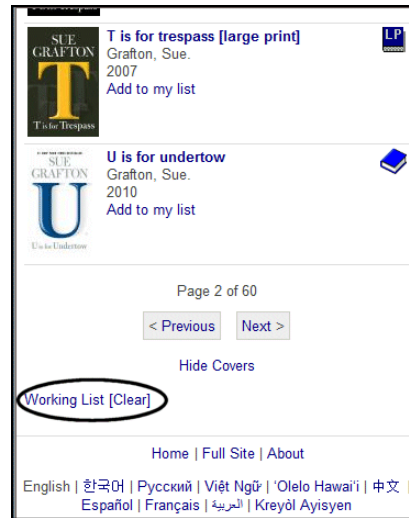 SUE
GRAFTON
T
T is for Trespass
T is for trespass [large print]
LP
Grafton, Sue.
2007
Add to my list
SUE
GRAFTON
U
U is for Undertow
U is for undertow
Grafton, Sue.
2010
Add to my list
Page 2 of 60
< Previous
Next >
Hide Covers
Working List [Clear]
Home | Full Site | About
English | 한국어 | Русский | Việt Ngữ | 'Olelo Hawai'i | 中文 |
Español | Français | العربية | Kreyòl Ayisyen